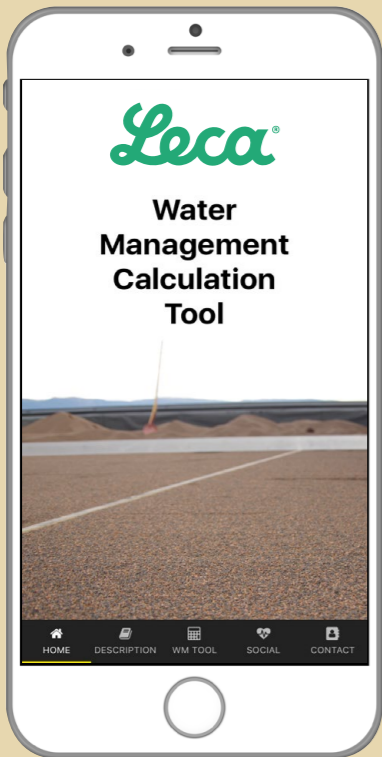 Leca®
Water
Management
Calculation
Tool
HOME DESCRIPTION WM TOOL SOCIAL CONTACT